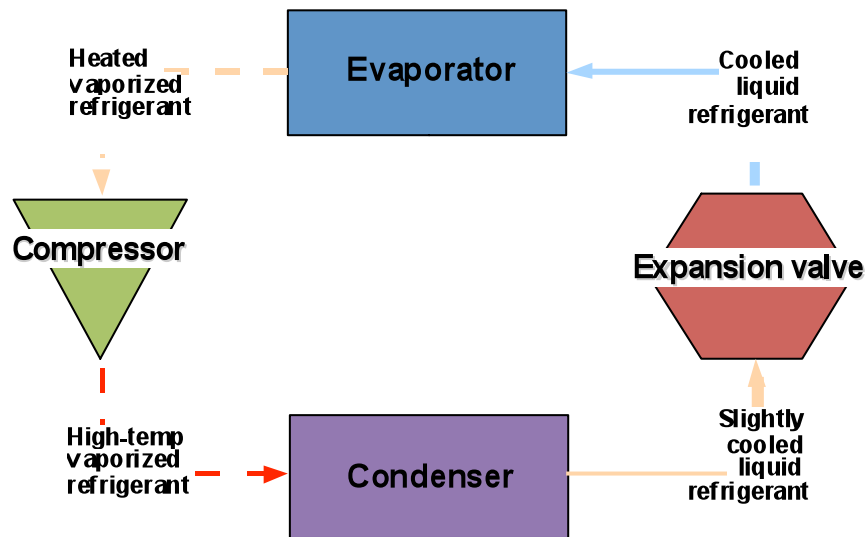 Heated
vaporized
refrigerant
Evaporator
Cooled
liquid
refrigerant
Compressor
Expansion valve
High-temp
vaporized
refrigerant
Condenser
Slightly
cooled
liquid
refrigerant